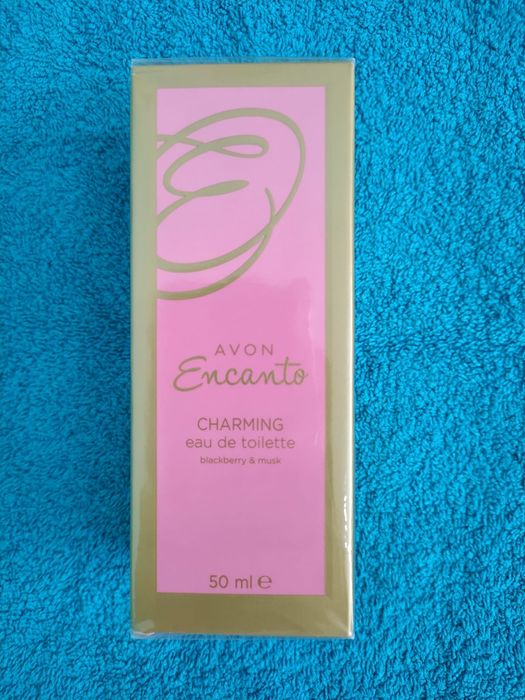 AVON
Encanto
CHARMING
eau de toilette
blackberry & musk
50 ml ℮